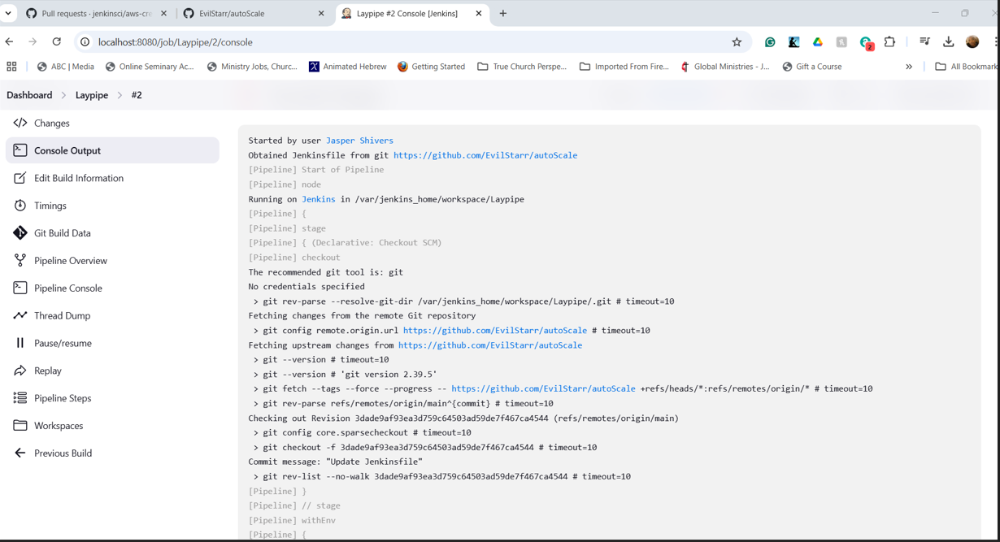 Pull requests · jenkinsci/aws-cre
EvilStarr/autoScale
Laypipe #2 Console [Jenkins]
localhost:8080/job/Laypipe/2/console
2
ABC | Media
Online Seminary Ac...
Ministry Jobs, Churc...
Animated Hebrew
Getting Started
True Church Perspe...
Imported From Fire...
Global Ministries – J...
Gift a Course
All Bookmark
Dashboard
Laypipe
#2
Changes
Console Output
Edit Build Information
Timings
Git Build Data
Pipeline Overview
Pipeline Console
Thread Dump
Pause/resume
Replay
Pipeline Steps
Workspaces
Previous Build
Started by user Jasper Shivers
Obtained Jenkinsfile from git https://github.com/EvilStarr/autoScale
[Pipeline] Start of Pipeline
[Pipeline] node
Running on Jenkins in /var/jenkins_home/workspace/Laypipe
[Pipeline] {
[Pipeline] stage
[Pipeline] { (Declarative: Checkout SCM)
[Pipeline] checkout
The recommended git tool is: git
No credentials specified
> git rev-parse --resolve-git-dir /var/jenkins_home/workspace/Laypipe/.git # timeout=10
Fetching changes from the remote Git repository
> git config remote.origin.url https://github.com/EvilStarr/autoScale # timeout=10
Fetching upstream changes from https://github.com/EvilStarr/autoScale
> git --version # timeout=10
> git --version # 'git version 2.39.5'
> git fetch --tags --force --progress -- https://github.com/EvilStarr/autoScale +refs/heads/*:refs/remotes/origin/* # timeout=10
> git rev-parse refs/remotes/origin/main^{commit} # timeout=10
Checking out Revision 3dade9af93ea3d759c64503ad59de7f467ca4544 (refs/remotes/origin/main)
> git config core.sparsecheckout # timeout=10
> git checkout -f 3dade9af93ea3d759c64503ad59de7f467ca4544 # timeout=10
Commit message: "Update Jenkinsfile"
> git rev-list --no-walk 3dade9af93ea3d759c64503ad59de7f467ca4544 # timeout=10
[Pipeline] }
[Pipeline] // stage
[Pipeline] withEnv
[Pipeline] {